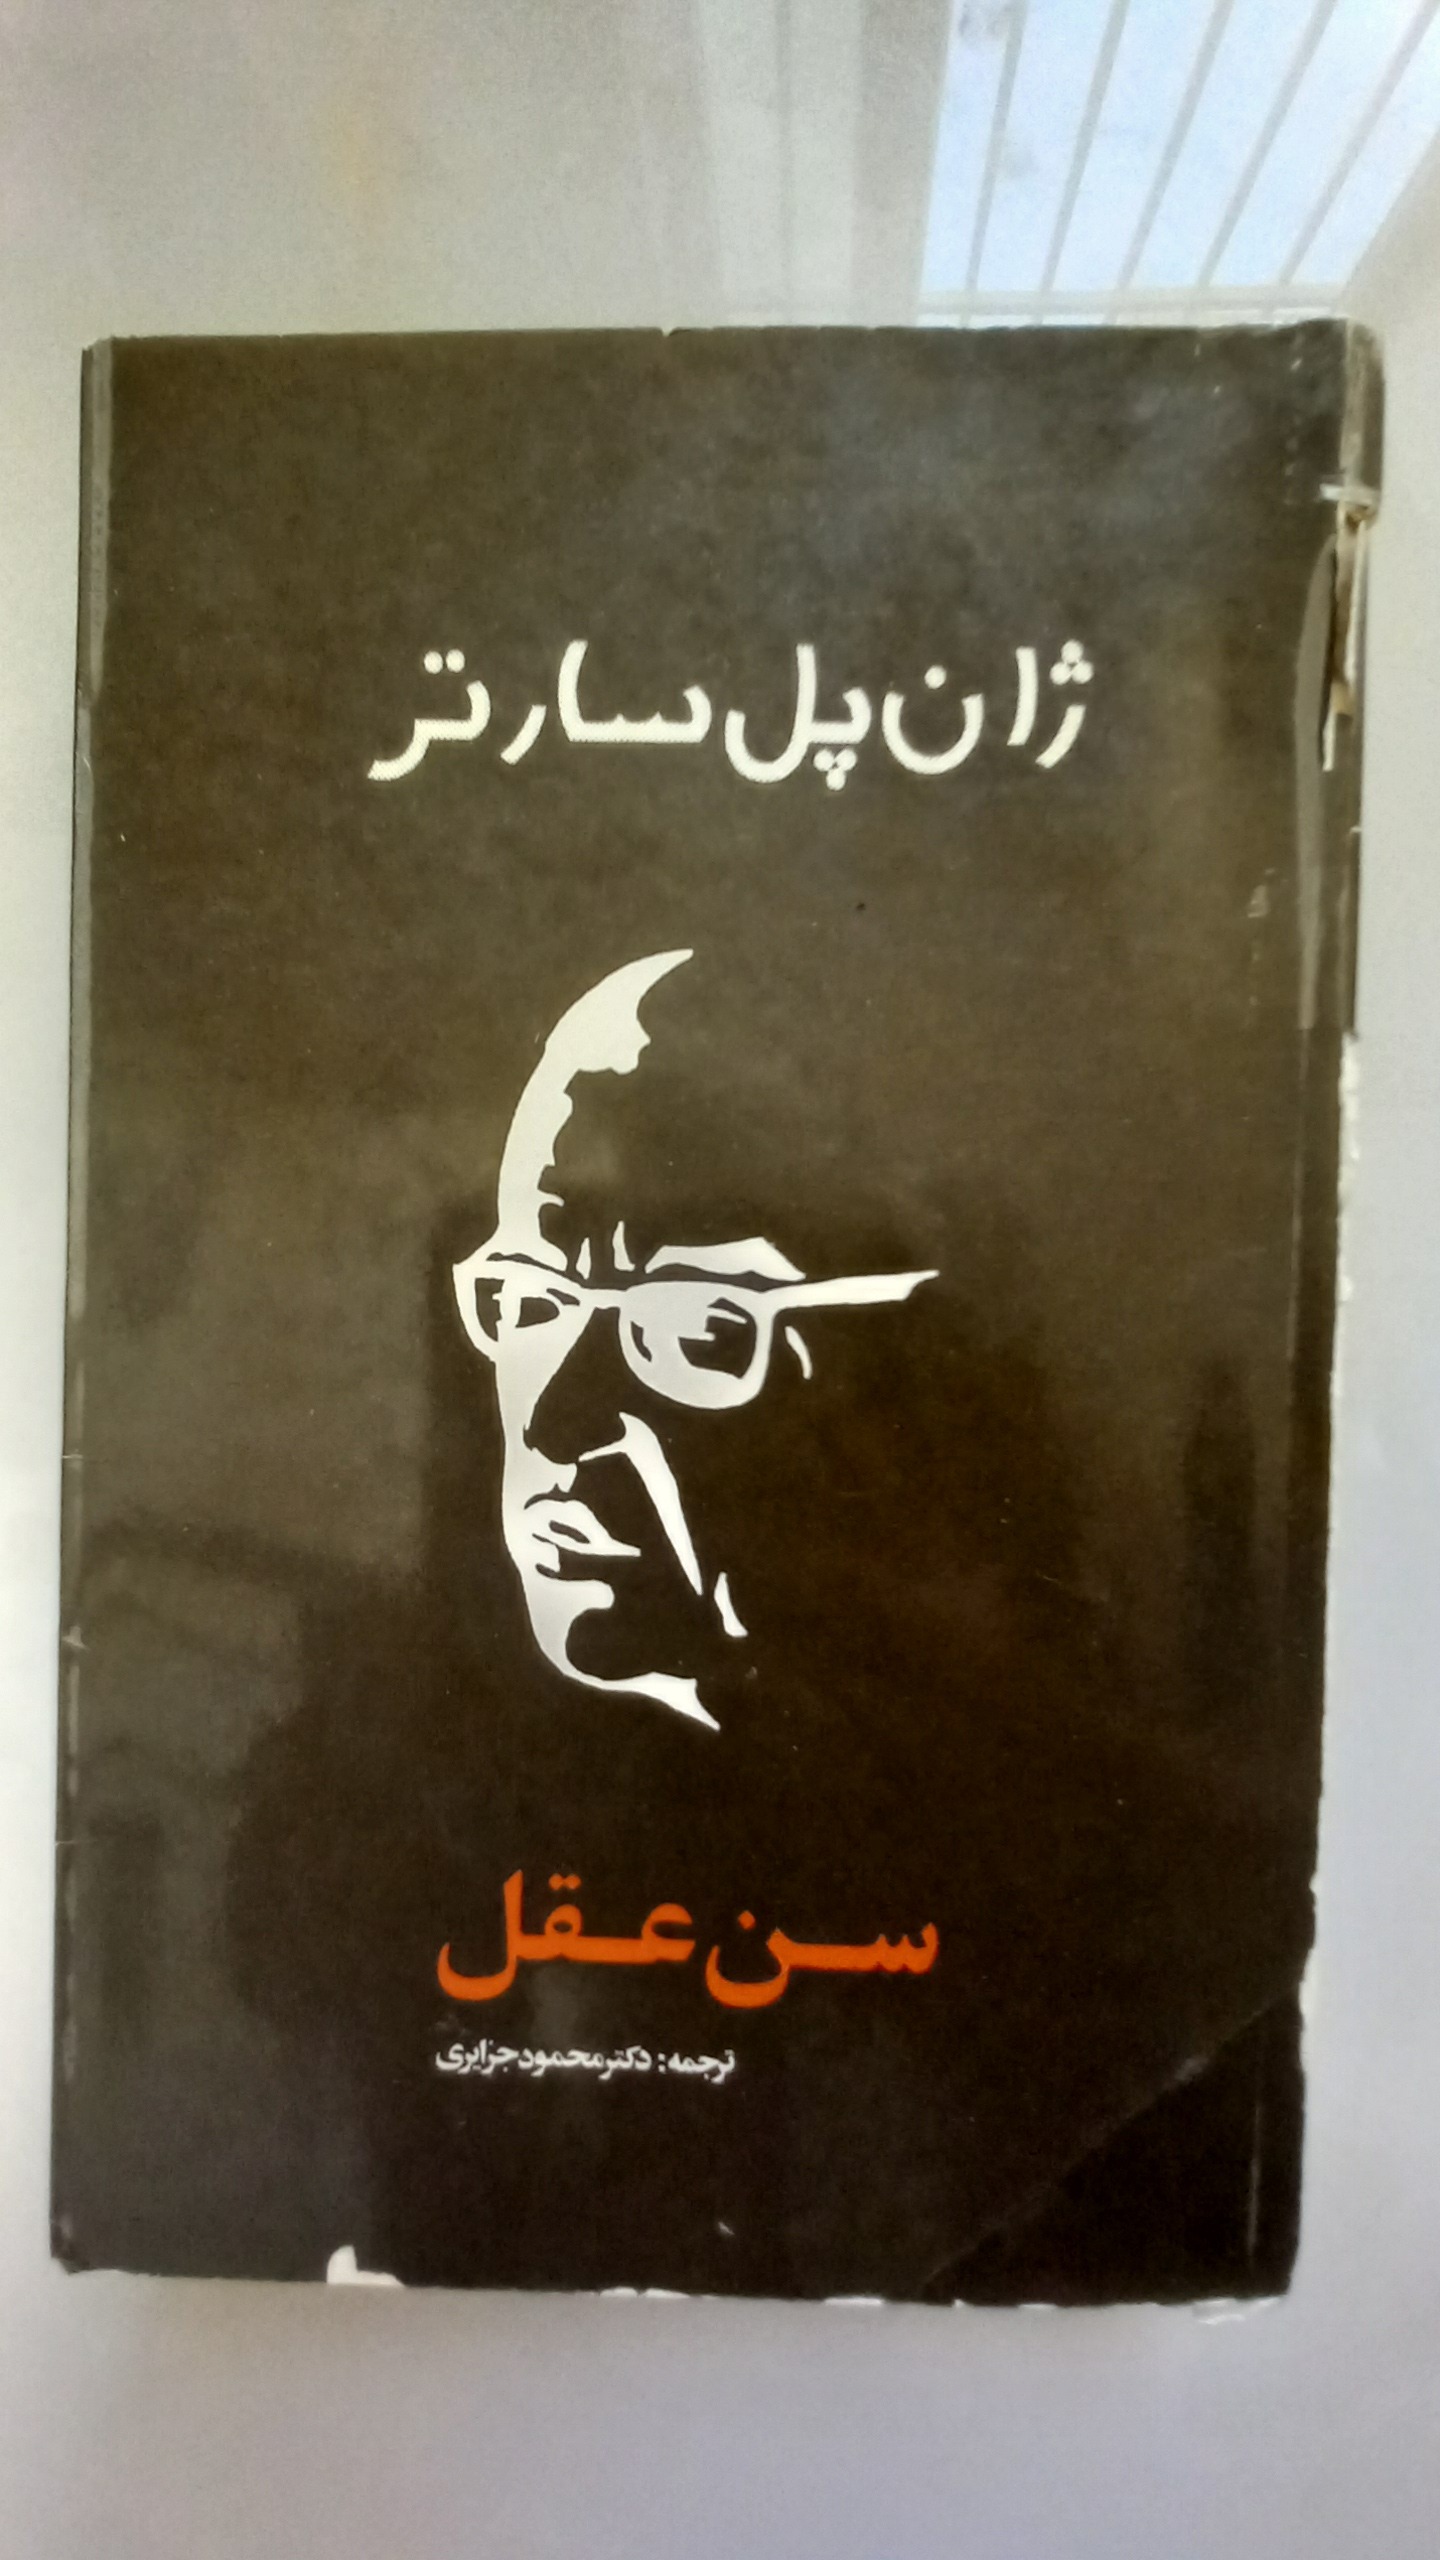 ژان پل سارتر
سن عقل
ترجمه: دکتر محمود جزایری